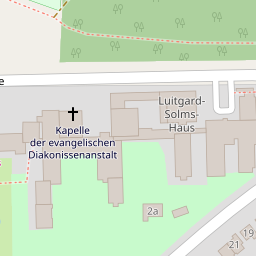 e
Luitgard-
Solms-
Haus
Kapelle
der evangelischen
Diakonissenanstalt
2a
19
21